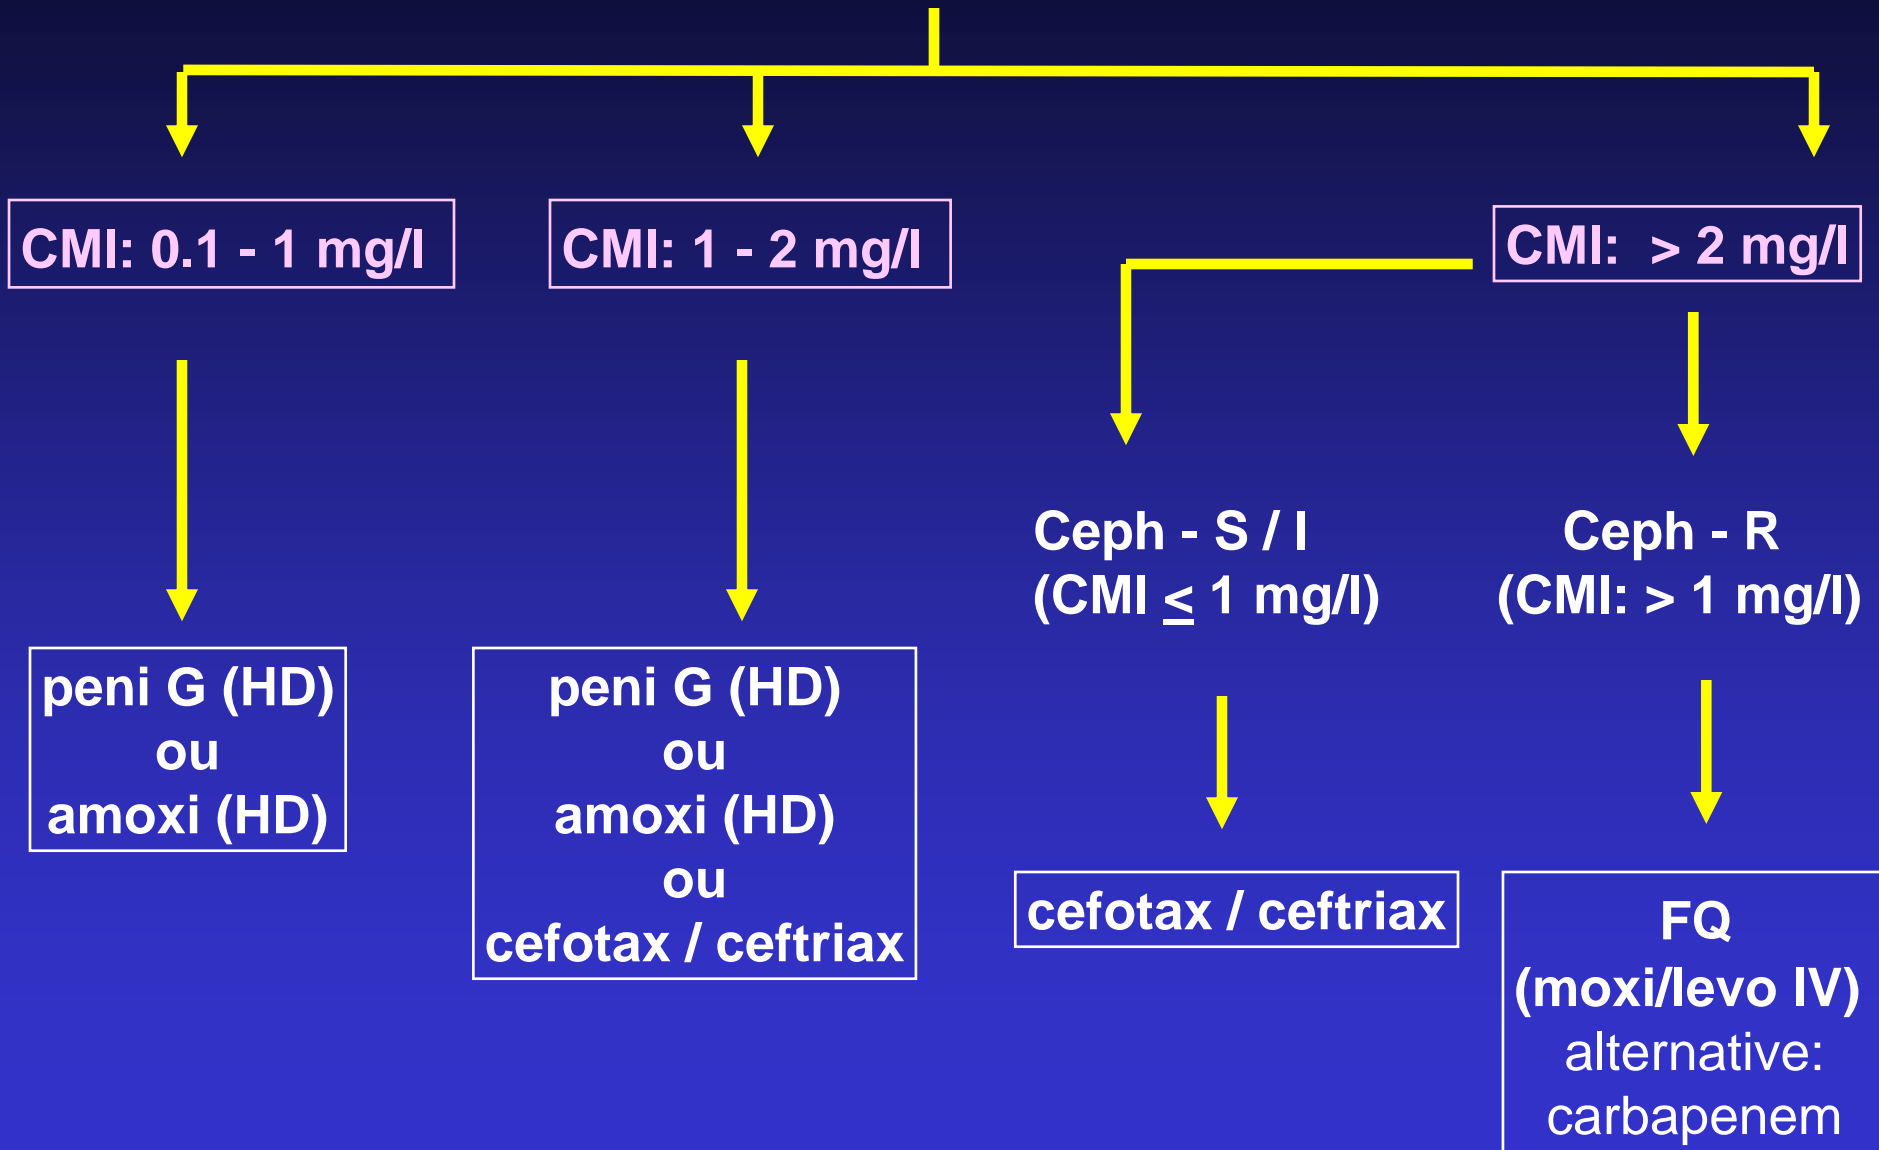 CMI: 0.1 - 1 mg/l
CMI: 1 - 2 mg/l
CMI: > 2 mg/l
Ceph - S / I
(CMI ≤ 1 mg/l)
Ceph - R
(CMI: > 1 mg/l)
peni G (HD)
ou
amoxi (HD)
peni G (HD)
ou
amoxi (HD)
ou
cefotax / ceftriax
cefotax / ceftriax
FQ
(moxi/levo IV)
alternative:
carbapenem